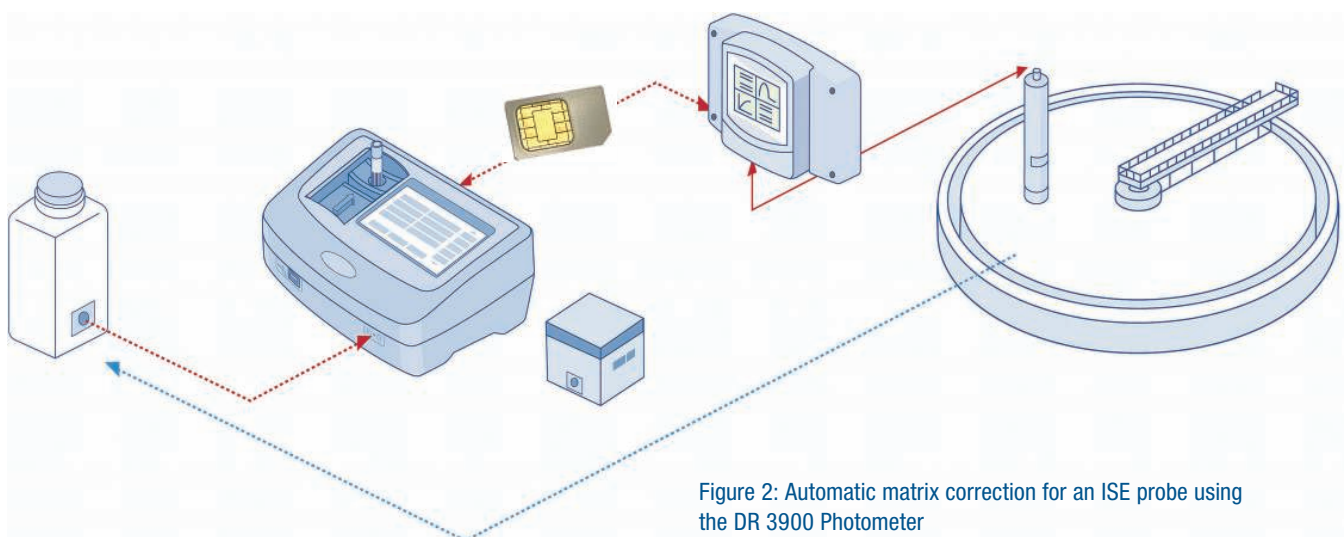 Figure 2: Automatic matrix correction for an ISE probe using
the DR 3900 Photometer